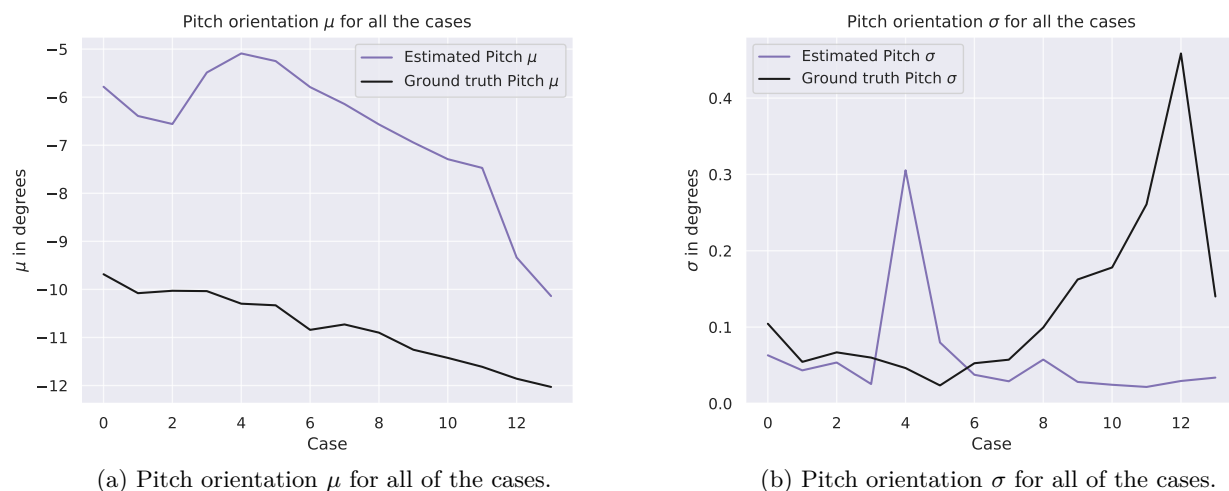 Pitch orientation μ for all the cases
−5
−6
−7
−8
−9
−10
−11
−12
μ in degrees
Estimated Pitch μ
Ground truth Pitch μ
0 2 4 6 8 10 12
Case
(a) Pitch orientation μ for all of the cases.
Pitch orientation σ for all the cases
0.4
0.3
0.2
0.1
0.0
σ in degrees
Estimated Pitch σ
Ground truth Pitch σ
0 2 4 6 8 10 12
Case
(b) Pitch orientation σ for all of the cases.